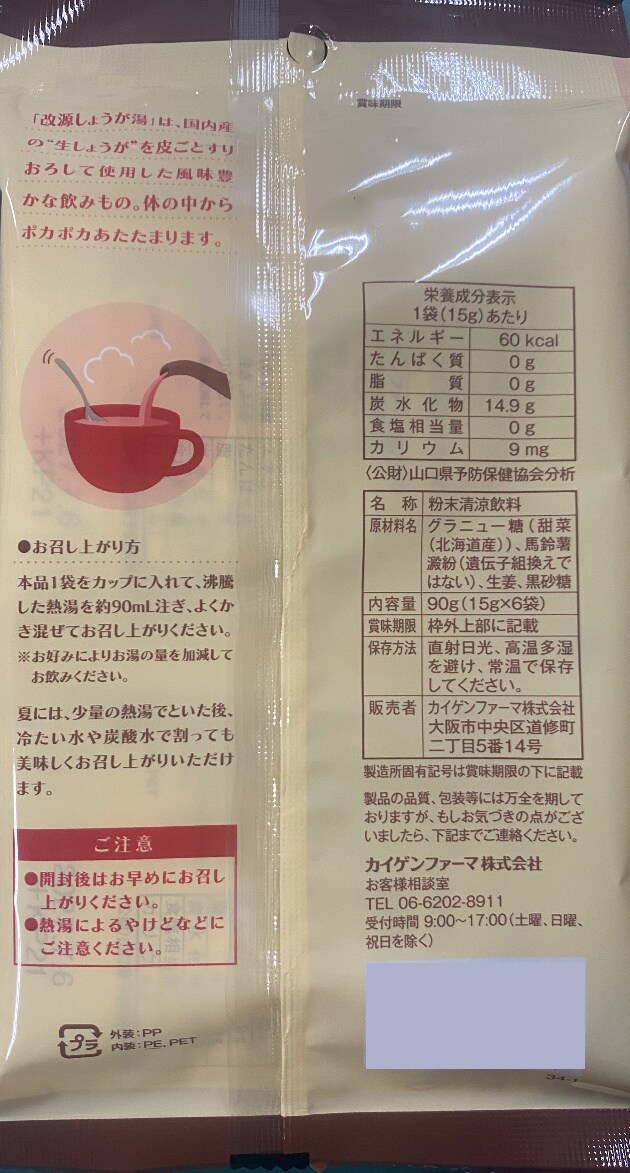 「改源しょうが湯」は、国内産
の"生しょうが"を皮ごとすり
おろして使用した風味豊
かな飲みもの。体の中から
ポカポカあたたまります。
●お召し上がり方
本品1袋をカップに入れて、沸騰
した熱湯を約90mL注ぎ、よくか
き混ぜてお召し上がりください。
※お好みによりお湯の量を加減して
お飲みください。
夏には、少量の熱湯でといた後、
冷たい水や炭酸水で割っても
美味しくお召し上がりいただけ
ます。
ご注意
●開封後はお早めにお召し
上がりください。
●熱湯によるやけどなどに
ご注意ください。
プラ
外装:PP
内装:PE, PET
賞味期限
栄養成分表示
1袋(15g)あたり
エネルギー 60 kcal
たんぱく質 0 g
脂質 0 g
炭水化物 14.9 g
食塩相当量 0 g
カリウム 9 mg
〈公財〉山口県予防保健協会分析
名称 粉末清涼飲料
原材料名 グラニュー糖(甜菜
(北海道産))、馬鈴薯
澱粉(遺伝子組換えで
はない)、生姜、黒砂糖
内容量 90g(15g×6袋)
賞味期限 枠外上部に記載
保存方法 直射日光、高温多湿
を避け、常温で保存
してください。
販売者 カイゲンファーマ株式会社
大阪市中央区道修町
二丁目5番14号
製造所固有記号は賞味期限の下に記載
製品の品質、包装等には万全を期して
おりますが、もしお気づきの点がござ
いましたら、下記までご連絡ください。
カイゲンファーマ株式会社
お客様相談室
TEL 06-6202-8911
受付時間 9:00〜17:00(土曜、日曜、
祝日を除く)